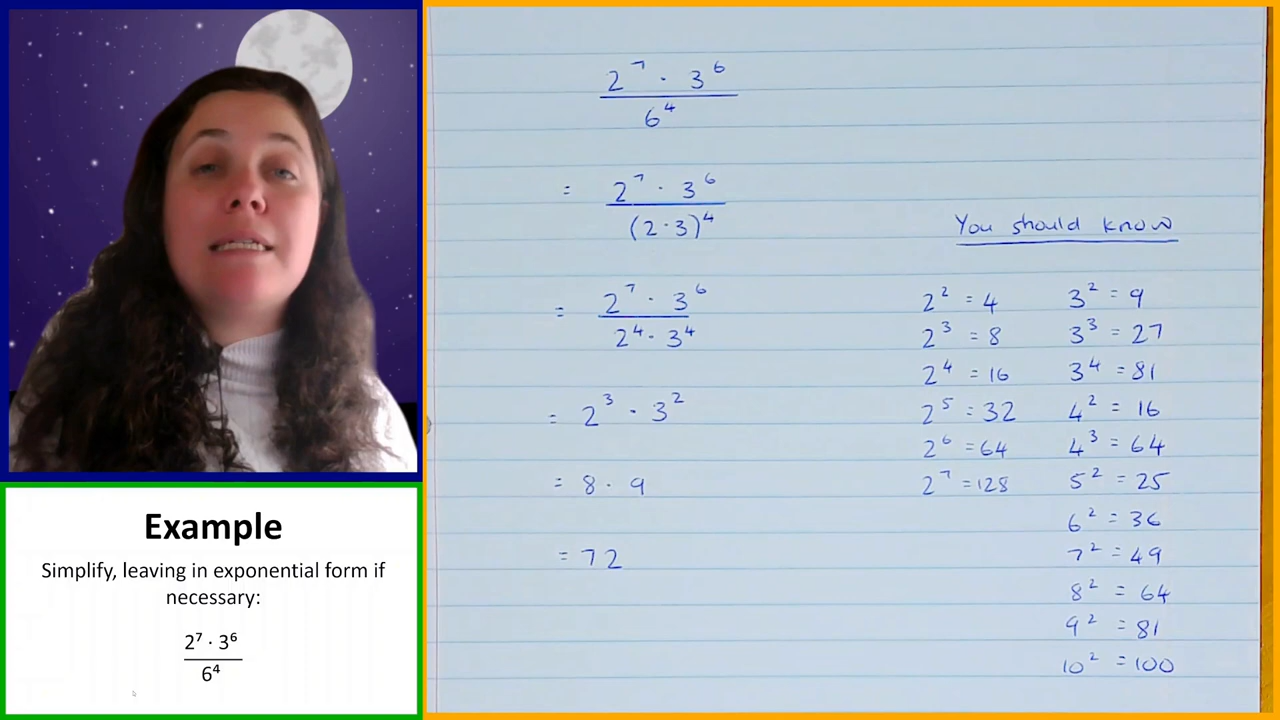 Example
Simplify, leaving in exponential form if
necessary:
2⁷ · 3⁶
6⁴
2⁷ · 3⁶
6⁴
= 2⁷ · 3⁶
(2·3)⁴
= 2⁷ · 3⁶
2⁴ · 3⁴
= 2³ · 3²
= 8 · 9
= 72
You should know
2² = 4 3² = 9
2³ = 8 3³ = 27
2⁴ = 16 3⁴ = 81
2⁵ = 32 4² = 16
2⁶ = 64 4³ = 64
2⁷ = 128 5² = 25
6² = 36
7² = 49
8² = 64
9² = 81
10² = 100